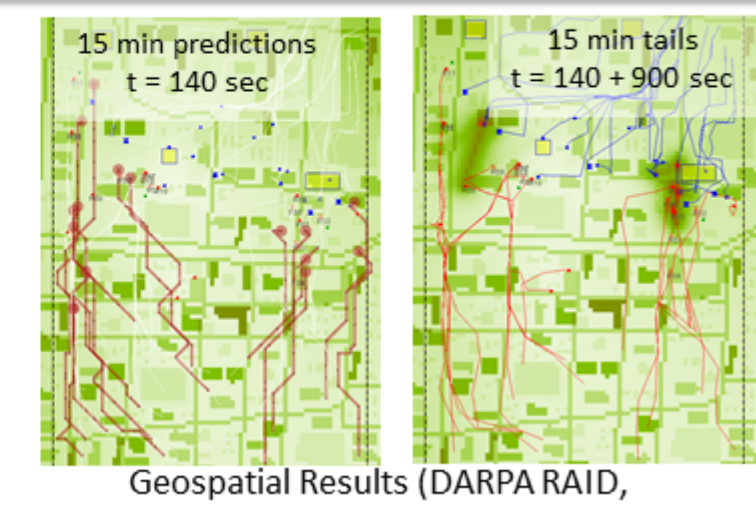 15 min predictions
t = 140 sec
15 min tails
t = 140 + 900 sec
Geospatial Results (DARPA RAID,